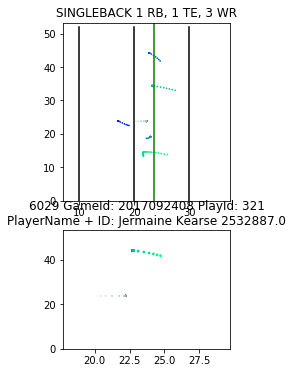 SINGLEBACK 1 RB, 1 TE, 3 WR
50
40
30
20
10
0
10 20 30
6029 GameId: 2017092408 PlayId: 321
PlayerName + ID: Jermaine Kearse 2532887.0
40
20
0
20.0 22.5 25.0 27.5